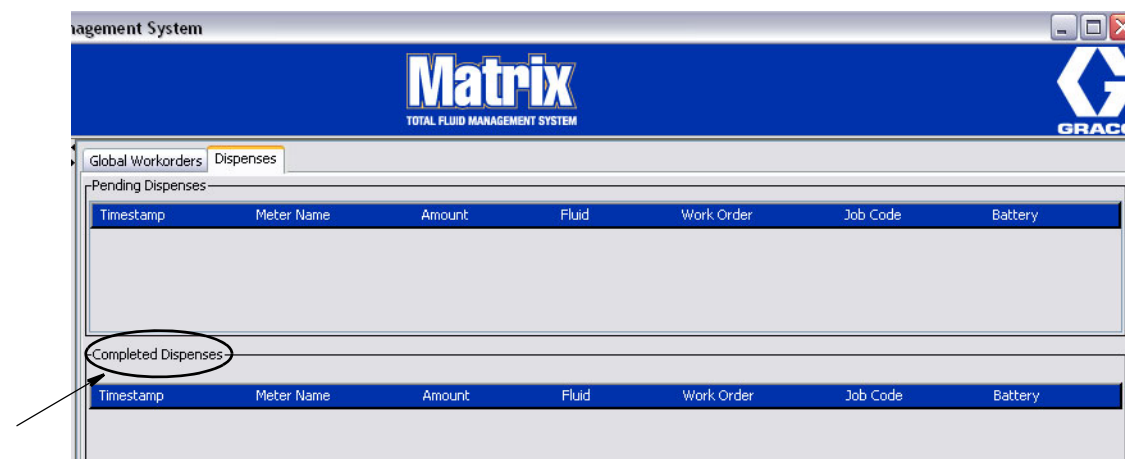 agement System
Matrix
TOTAL FLUID MANAGEMENT SYSTEM
GRACO
Global Workorders Dispenses
Pending Dispenses
Timestamp Meter Name Amount Fluid Work Order Job Code Battery
Completed Dispenses
Timestamp Meter Name Amount Fluid Work Order Job Code Battery